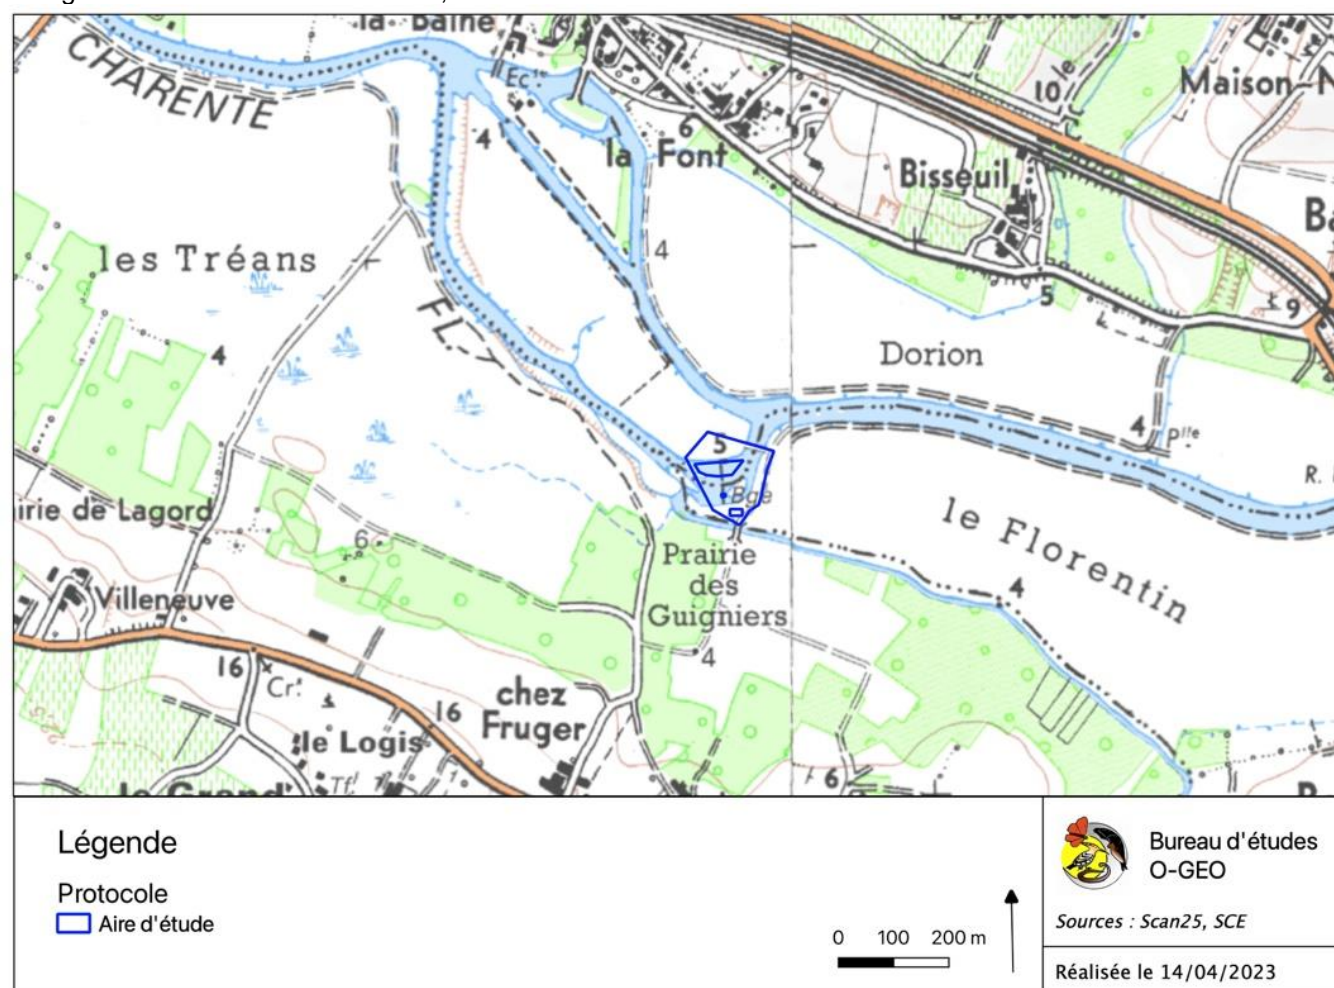 la Baine
CHARENTE
Ec
10
Maison-N
4
6
la Font
Bisseuil
les Tréans
4
5
9
FL.
4
Dorion
4
Plle
5
Bge
R.
irie de Lagord
le Florentin
6
Prairie
des
Guigniers
Villeneuve
4
4
16
Cr.
chez
Fruger
16
le Logis
6
Tf
Légende
Protocole
Aire d'étude
0 100 200 m
Bureau d'études
O-GEO
Sources : Scan25, SCE
Réalisée le 14/04/2023